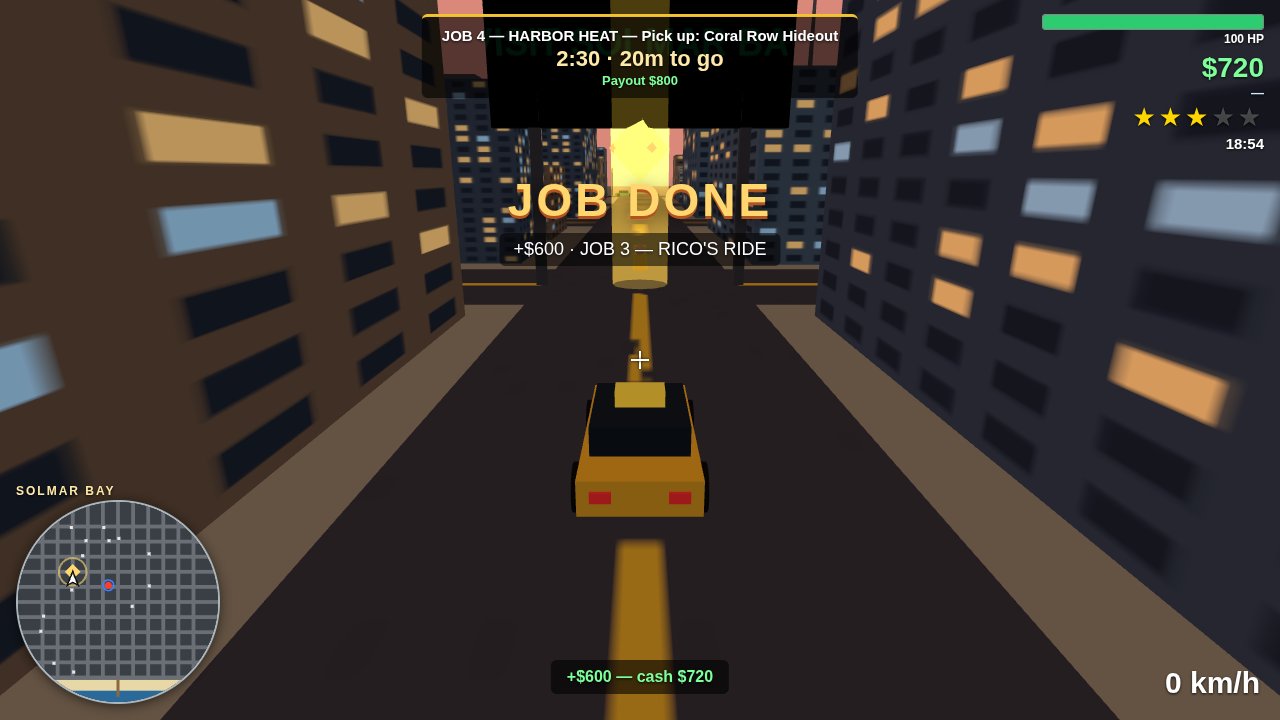 JOB 4 — HARBOR HEAT — Pick up: Coral Row Hideout
2:30 · 20m to go
Payout $800
100 HP
$720
—
18:54
JOB DONE
+$600 · JOB 3 — RICO'S RIDE
SOLMAR BAY
+$600 — cash $720
0 km/h